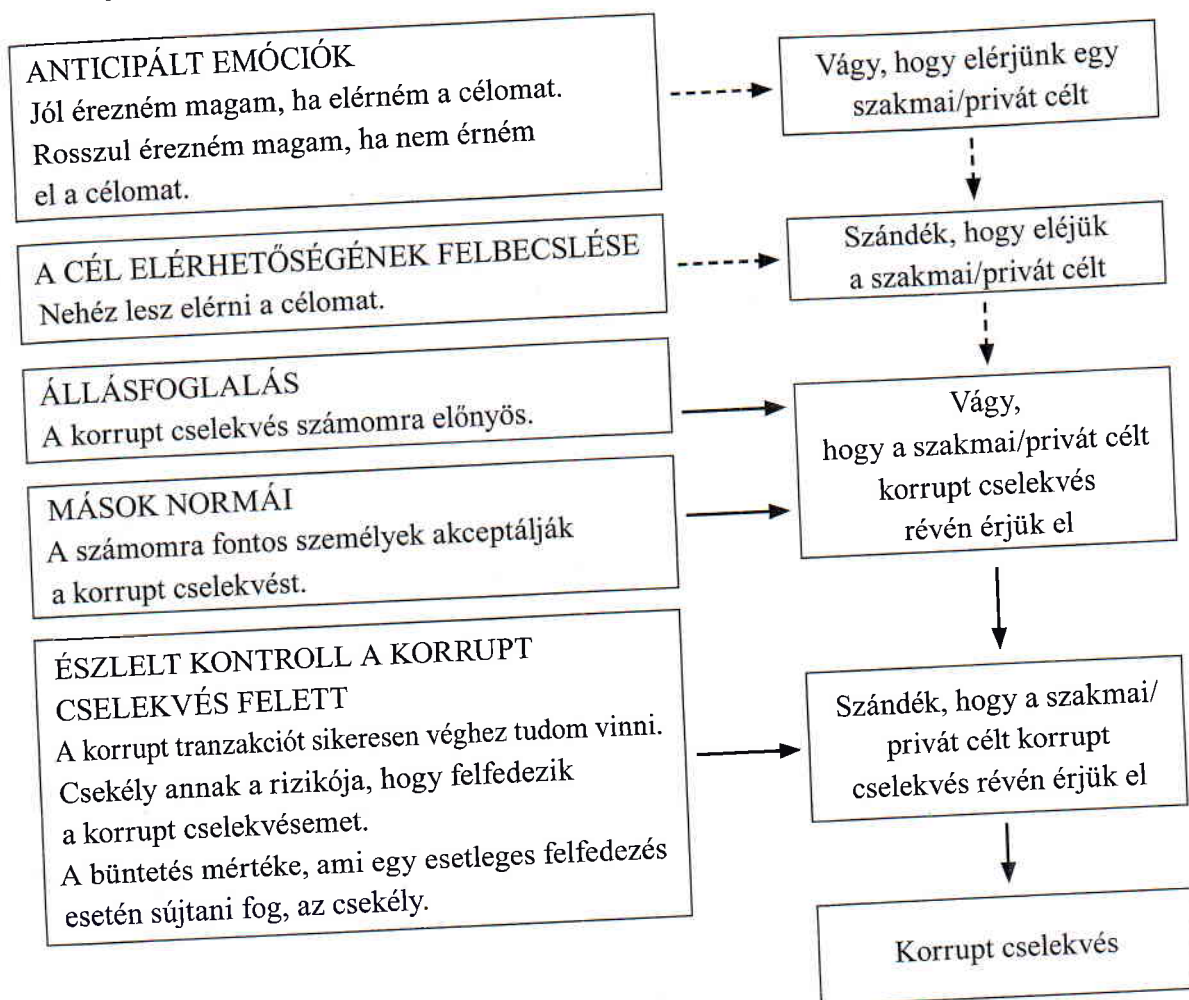 ANTICIPÁLT EMÓCIÓK
Jól érezném magam, ha elérném a célomat.
Rosszul érezném magam, ha nem érném
el a célomat.
Vágy, hogy elérjünk egy
szakmai/privát célt
A CÉL ELÉRHETŐSÉGÉNEK FELBECSLÉSE
Nehéz lesz elérni a célomat.
Szándék, hogy eléjük
a szakmai/privát célt
ÁLLÁSFOGLALÁS
A korrupt cselekvés számomra előnyös.
MÁSOK NORMÁI
A számomra fontos személyek akceptálják
a korrupt cselekvést.
Vágy,
hogy a szakmai/privát célt
korrupt cselekvés
révén érjük el
ÉSZLELT KONTROLL A KORRUPT
CSELEKVÉS FELETT
A korrupt tranzakciót sikeresen véghez tudom vinni.
Csekély annak a rizikója, hogy felfedezik
a korrupt cselekvésemet.
A büntetés mértéke, ami egy esetleges felfedezés
esetén sújtani fog, az csekély.
Szándék, hogy a szakmai/
privát célt korrupt
cselekvés révén érjük el
Korrupt cselekvés